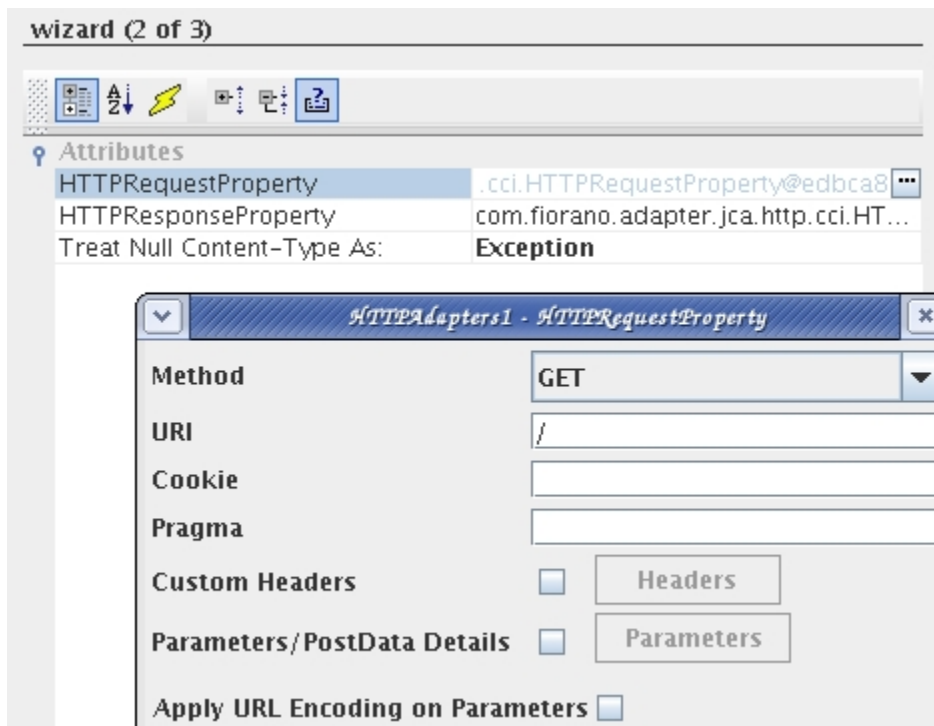 wizard (2 of 3)
Attributes
HTTPRequestProperty .cci.HTTPRequestProperty@edbca8
HTTPResponseProperty com.fiorano.adapter.jca.http.cci.HT...
Treat Null Content-Type As: Exception
HTTPAdapters1 - HTTPRequestProperty
Method GET
URI /
Cookie
Pragma
Custom Headers Headers
Parameters/PostData Details Parameters
Apply URL Encoding on Parameters